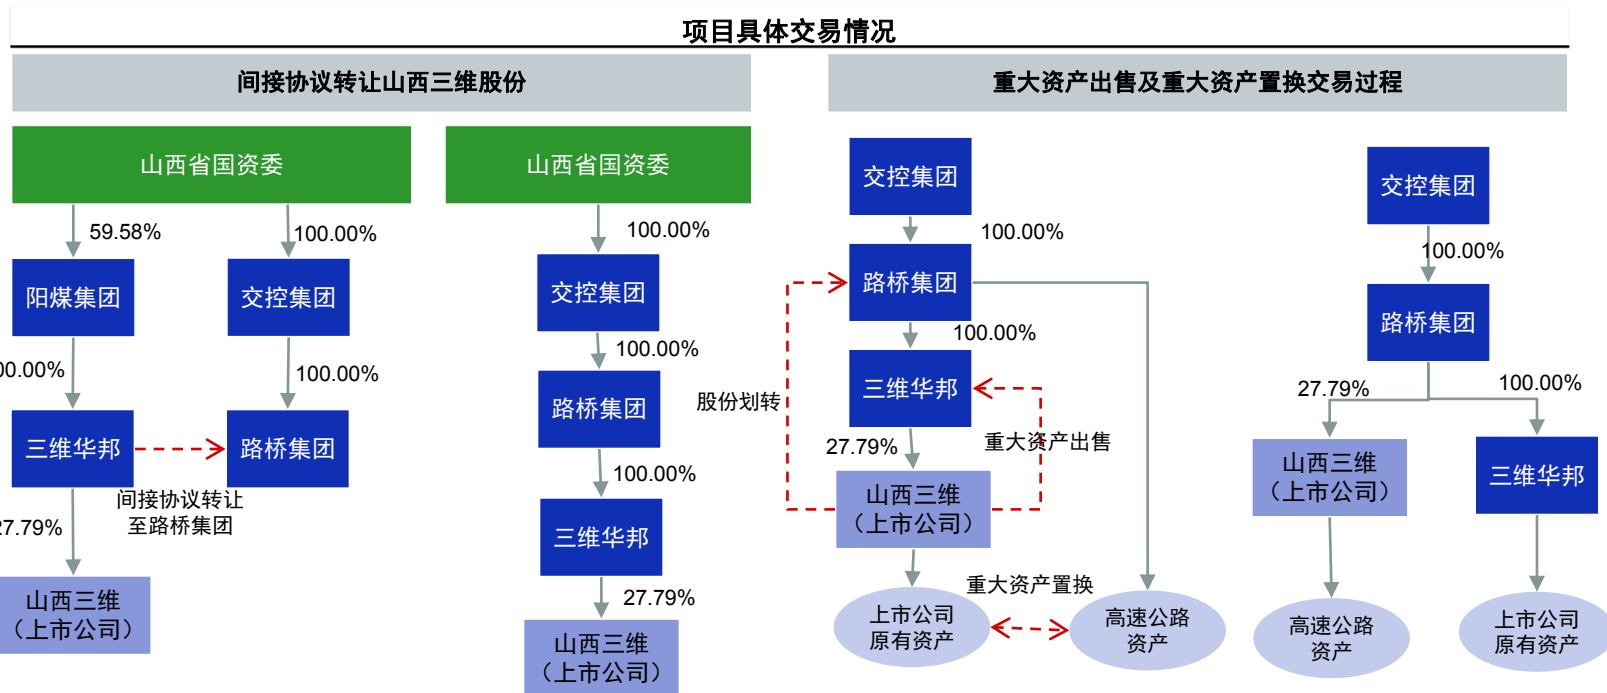 项目具体交易情况
间接协议转让山西三维股份
山西省国资委
59.58%
100.00%
阳煤集团
交控集团
00.00%
100.00%
三维华邦
路桥集团
间接协议转让
至路桥集团
27.79%
山西三维
（上市公司）
山西省国资委
100.00%
交控集团
100.00%
路桥集团
100.00%
三维华邦
27.79%
山西三维
（上市公司）
重大资产出售及重大资产置换交易过程
交控集团
100.00%
路桥集团
100.00%
三维华邦
股份划转
27.79%
重大资产出售
山西三维
（上市公司）
重大资产置换
上市公司
原有资产
高速公路
资产
交控集团
100.00%
路桥集团
27.79%
100.00%
山西三维
（上市公司）
三维华邦
高速公路
资产
上市公司
原有资产